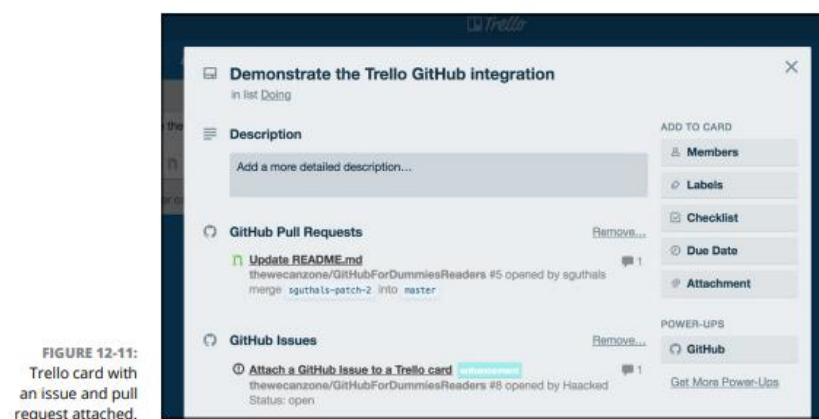 Trello
Demonstrate the Trello GitHub integration
in list Doing
Description
Add a more detailed description...
GitHub Pull Requests
Remove...
Update README.md
1
thewecanzone/GitHubForDummiesReaders #5 opened by sguthals
merge sguthals-patch-2 into master
GitHub Issues
Remove...
Attach a GitHub Issue to a Trello card enhancement
1
thewecanzone/GitHubForDummiesReaders #8 opened by Haacked
Status: open
ADD TO CARD
Members
Labels
Checklist
Due Date
Attachment
POWER-UPS
GitHub
Get More Power-Ups
FIGURE 12-11:
Trello card with
an issue and pull
request attached.